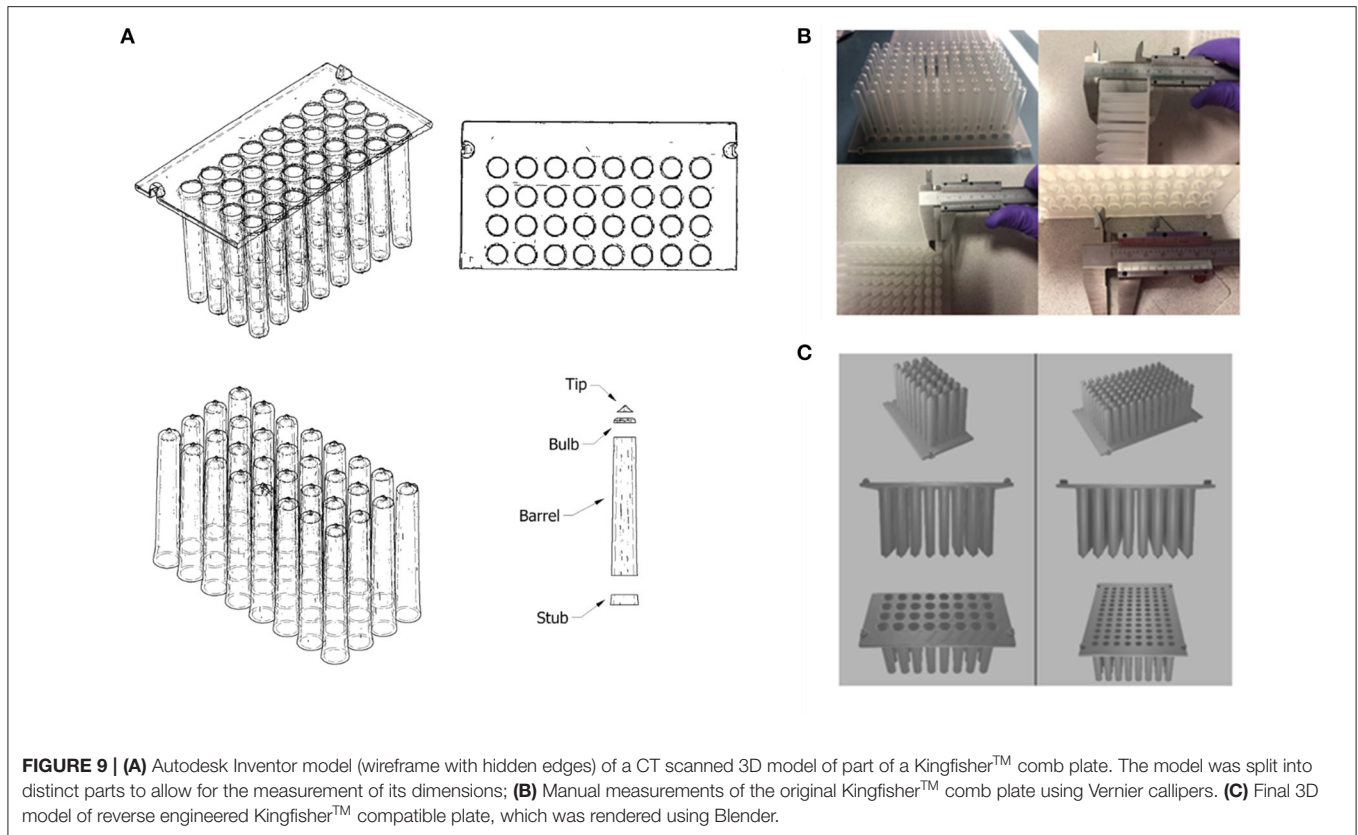 A
B
Tip
Bulb
Barrel
Stub
C
FIGURE 9 | (A) Autodesk Inventor model (wireframe with hidden edges) of a CT scanned 3D model of part of a Kingfisher™ comb plate. The model was split into
distinct parts to allow for the measurement of its dimensions; (B) Manual measurements of the original Kingfisher™ comb plate using Vernier callipers. (C) Final 3D
model of reverse engineered Kingfisher™ compatible plate, which was rendered using Blender.